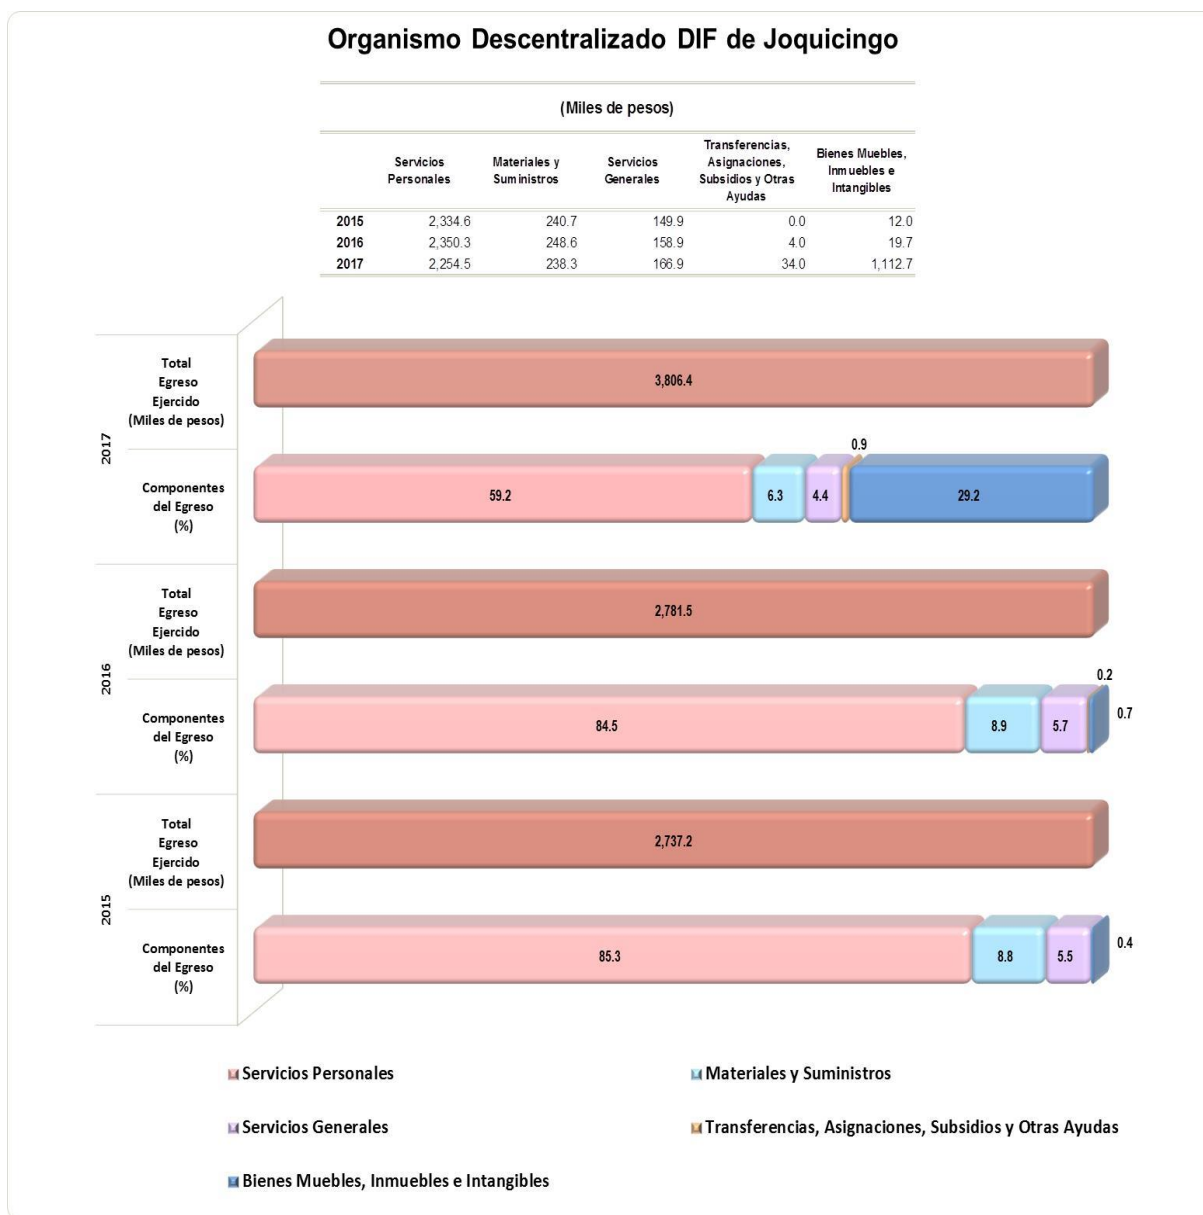 Organismo Descentralizado DIF de Joquicingo
(Miles de pesos)
Servicios Personales
Materiales y Suministros
Servicios Generales
Transferencias, Asignaciones, Subsidios y Otras Ayudas
Bienes Muebles, Inmuebles e Intangibles
2015 2,334.6 240.7 149.9 0.0 12.0
2016 2,350.3 248.6 158.9 4.0 19.7
2017 2,254.5 238.3 166.9 34.0 1,112.7
2017
Total
Egreso
Ejercido
(Miles de pesos)
3,806.4
Componentes
del Egreso
(%)
59.2 6.3 4.4 0.9 29.2
2016
Total
Egreso
Ejercido
(Miles de pesos)
2,781.5
Componentes
del Egreso
(%)
84.5 8.9 5.7 0.2 0.7
2015
Total
Egreso
Ejercido
(Miles de pesos)
2,737.2
Componentes
del Egreso
(%)
85.3 8.8 5.5 0.4
Servicios Personales
Materiales y Suministros
Servicios Generales
Transferencias, Asignaciones, Subsidios y Otras Ayudas
Bienes Muebles, Inmuebles e Intangibles